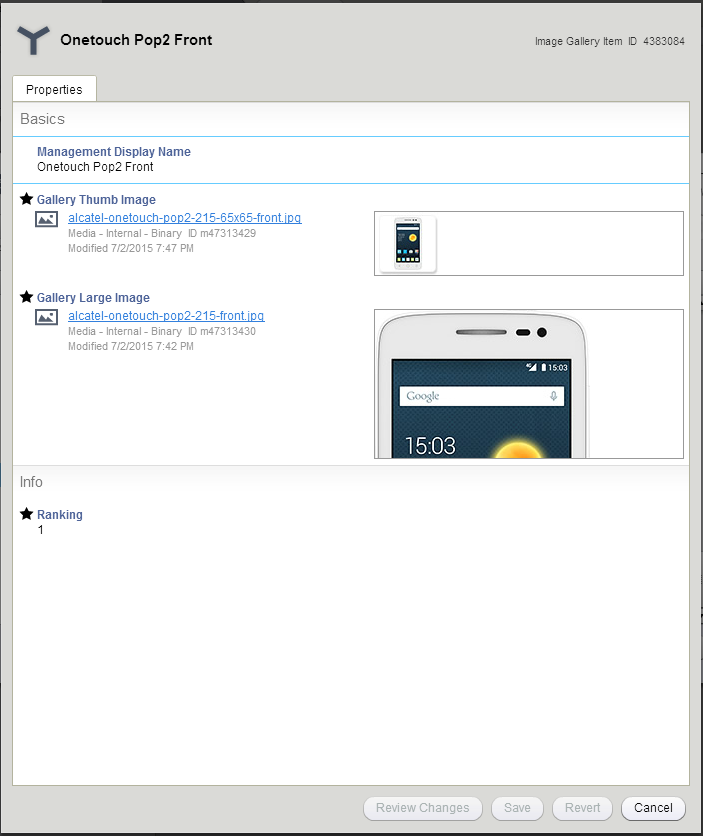 Onetouch Pop2 Front
Image Gallery Item ID 4383084
Properties
Basics
Management Display Name
Onetouch Pop2 Front
Gallery Thumb Image
alcatel-onetouch-pop2-215-65x65-front.jpg
Media - Internal - Binary ID m47313429
Modified 7/2/2015 7:47 PM
Gallery Large Image
alcatel-onetouch-pop2-215-front.jpg
Media - Internal - Binary ID m47313430
Modified 7/2/2015 7:42 PM
4G 15:03
Google
15:03
Info
Ranking
1
Review Changes
Save
Revert
Cancel